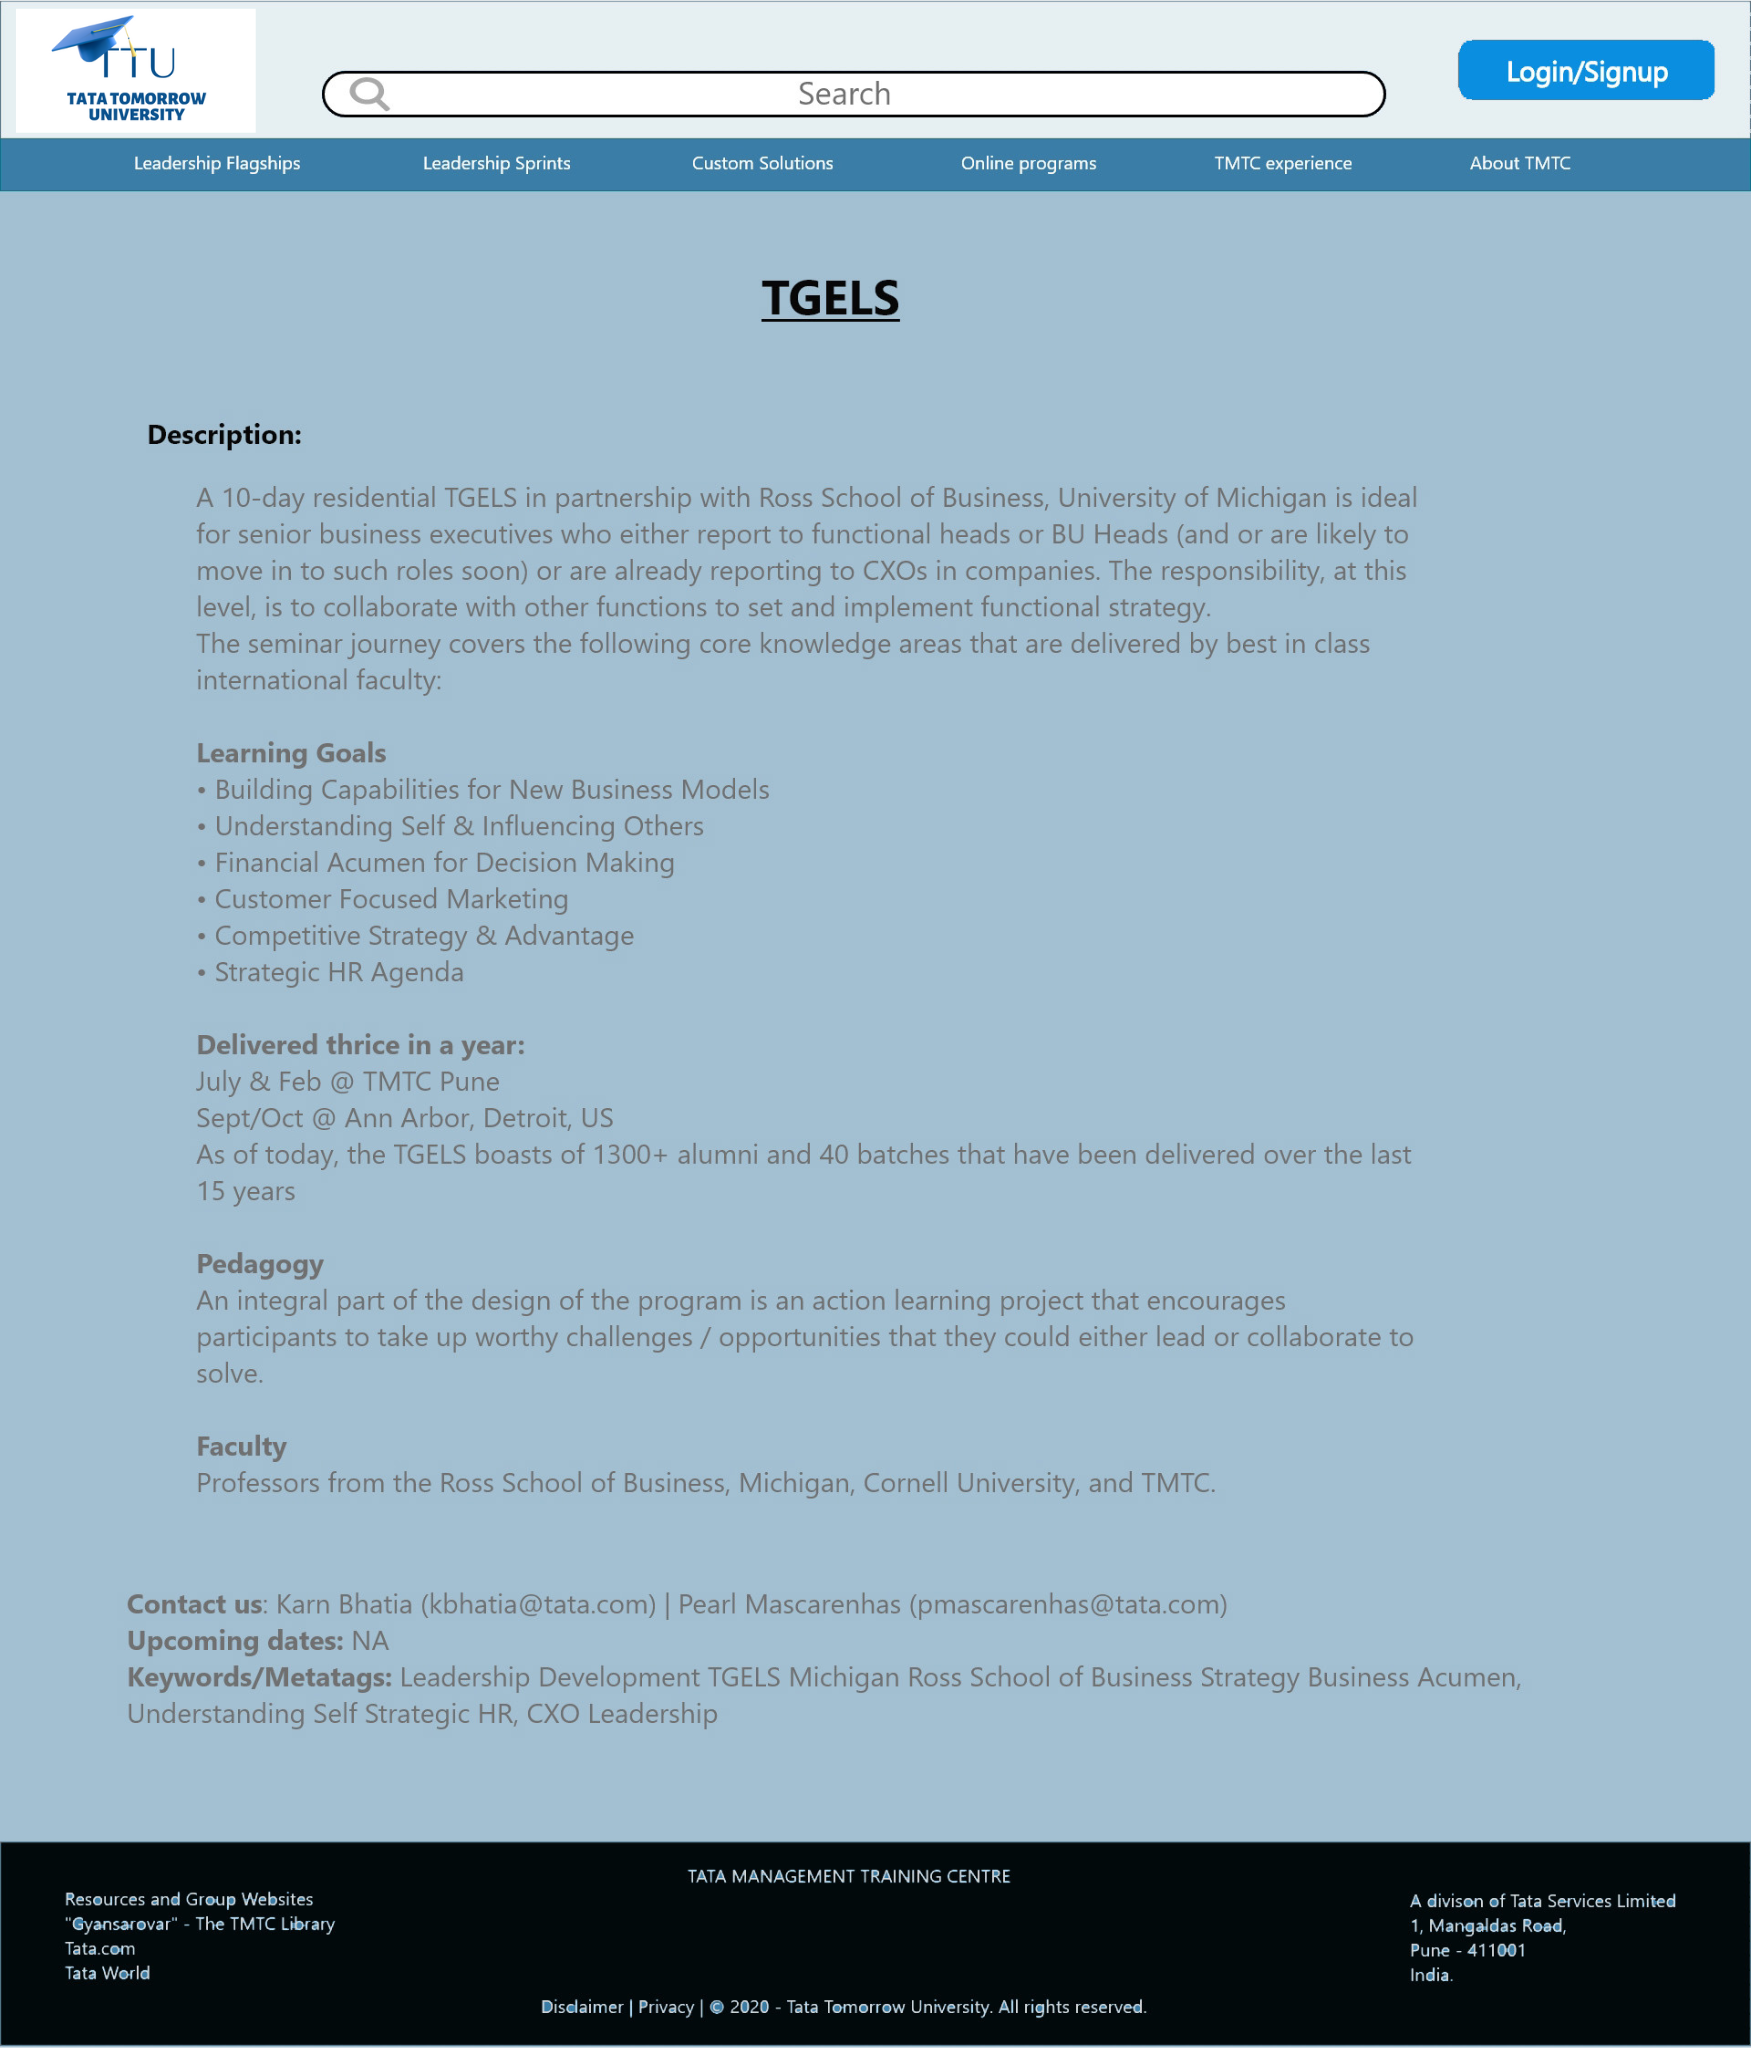 TTU
TATA TOMORROW
UNIVERSITY
Search
Login/Signup
Leadership Flagships
Leadership Sprints
Custom Solutions
Online programs
TMTC experience
About TMTC
TGELS
Description:
A 10-day residential TGELS in partnership with Ross School of Business, University of Michigan is ideal
for senior business executives who either report to functional heads or BU Heads (and or are likely to
move in to such roles soon) or are already reporting to CXOs in companies. The responsibility, at this
level, is to collaborate with other functions to set and implement functional strategy.
The seminar journey covers the following core knowledge areas that are delivered by best in class
international faculty:
Learning Goals
• Building Capabilities for New Business Models
• Understanding Self & Influencing Others
• Financial Acumen for Decision Making
• Customer Focused Marketing
• Competitive Strategy & Advantage
• Strategic HR Agenda
Delivered thrice in a year:
July & Feb @ TMTC Pune
Sept/Oct @ Ann Arbor, Detroit, US
As of today, the TGELS boasts of 1300+ alumni and 40 batches that have been delivered over the last
15 years
Pedagogy
An integral part of the design of the program is an action learning project that encourages
participants to take up worthy challenges / opportunities that they could either lead or collaborate to
solve.
Faculty
Professors from the Ross School of Business, Michigan, Cornell University, and TMTC.
Contact us: Karn Bhatia (kbhatia@tata.com) | Pearl Mascarenhas (pmascarenhas@tata.com)
Upcoming dates: NA
Keywords/Metatags: Leadership Development TGELS Michigan Ross School of Business Strategy Business Acumen,
Understanding Self Strategic HR, CXO Leadership
TATA MANAGEMENT TRAINING CENTRE
Resources and Group Websites
"Gyansarovar" - The TMTC Library
Tata.com
Tata World
A divison of Tata Services Limited
1, Mangaldas Road,
Pune - 411001
India.
Disclaimer | Privacy | © 2020 - Tata Tomorrow University. All rights reserved.